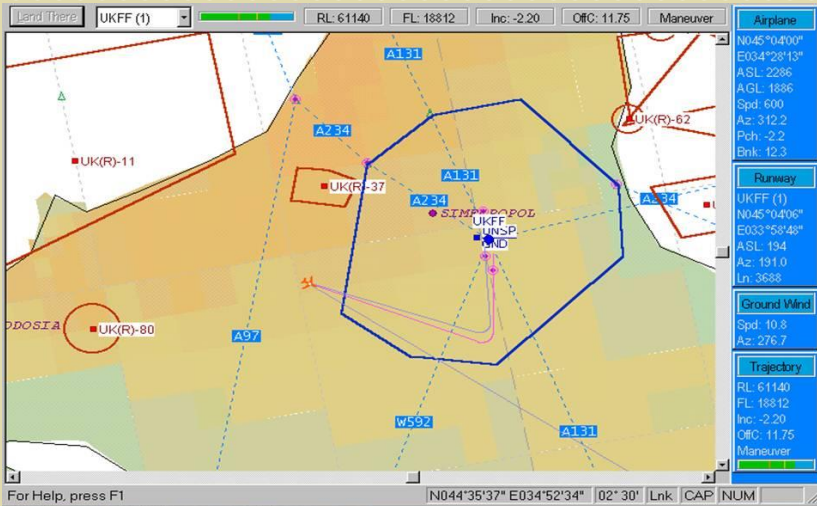 Land There
UKFF (1)
RL: 61140
FL: 18812
Inc: -2.20
OffC: 11.75
Maneuver
A131
A234
UK(R)-62
UK(R)-11
A131
UK(R)-37
A234
A234
SIMFEROPOL
UKFF
UNSP
GND
ODOSIA
UK(R)-80
A97
W592
A131
Airplane
N045°04'00"
E034°28'13"
ASL: 2286
AGL: 1886
Spd: 600
Az: 312.2
Pch: -2.2
Bnk: 12.3
Runway
UKFF (1)
N045°04'06"
E033°58'48"
ASL: 194
Az: 191.0
Ln: 3688
Ground Wind
Spd: 10.8
Az: 276.7
Trajectory
RL: 61140
FL: 18812
Inc: -2.20
OffC: 11.75
Maneuver
For Help, press F1
N044°35'37" E034°52'34"
02° 30'
Lnk
CAP
NUM